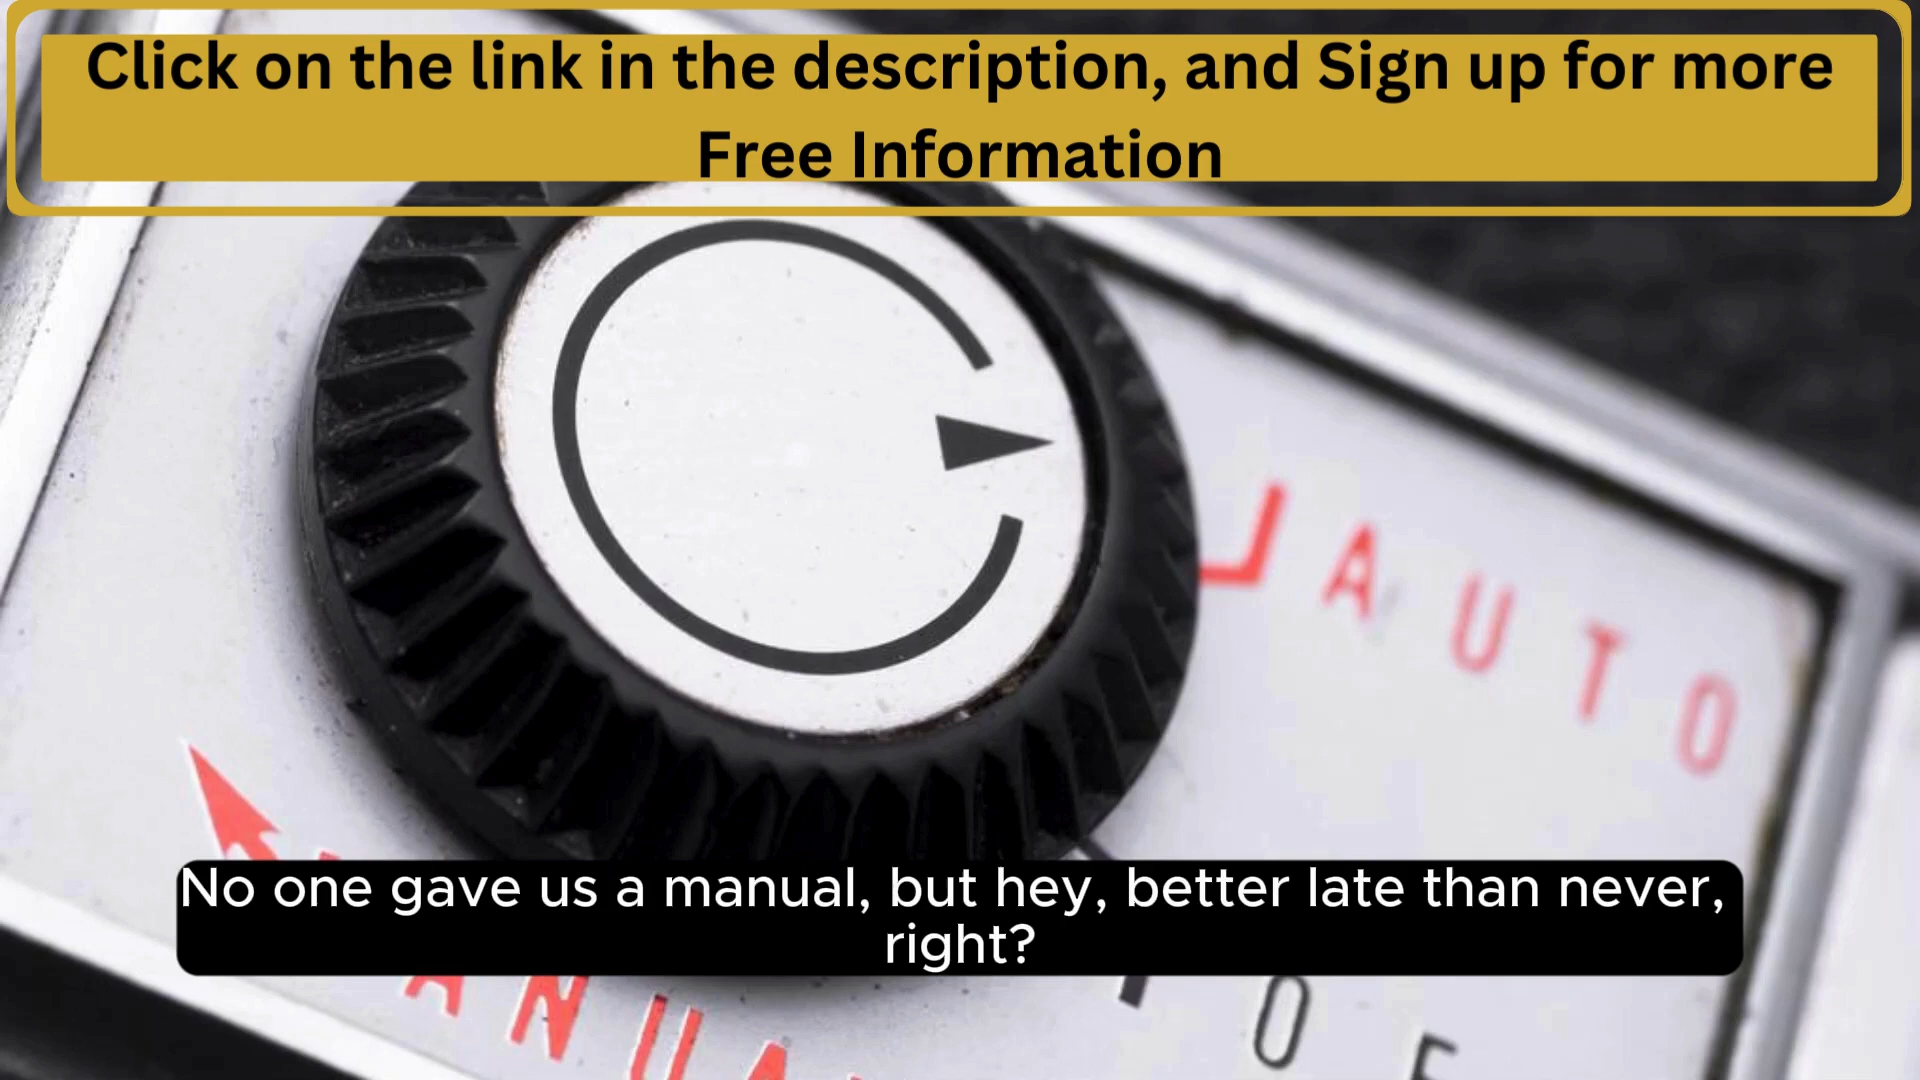 Click on the link in the description, and Sign up for more
Free Information
AUTO
No one gave us a manual, but hey, better late than never,
right?